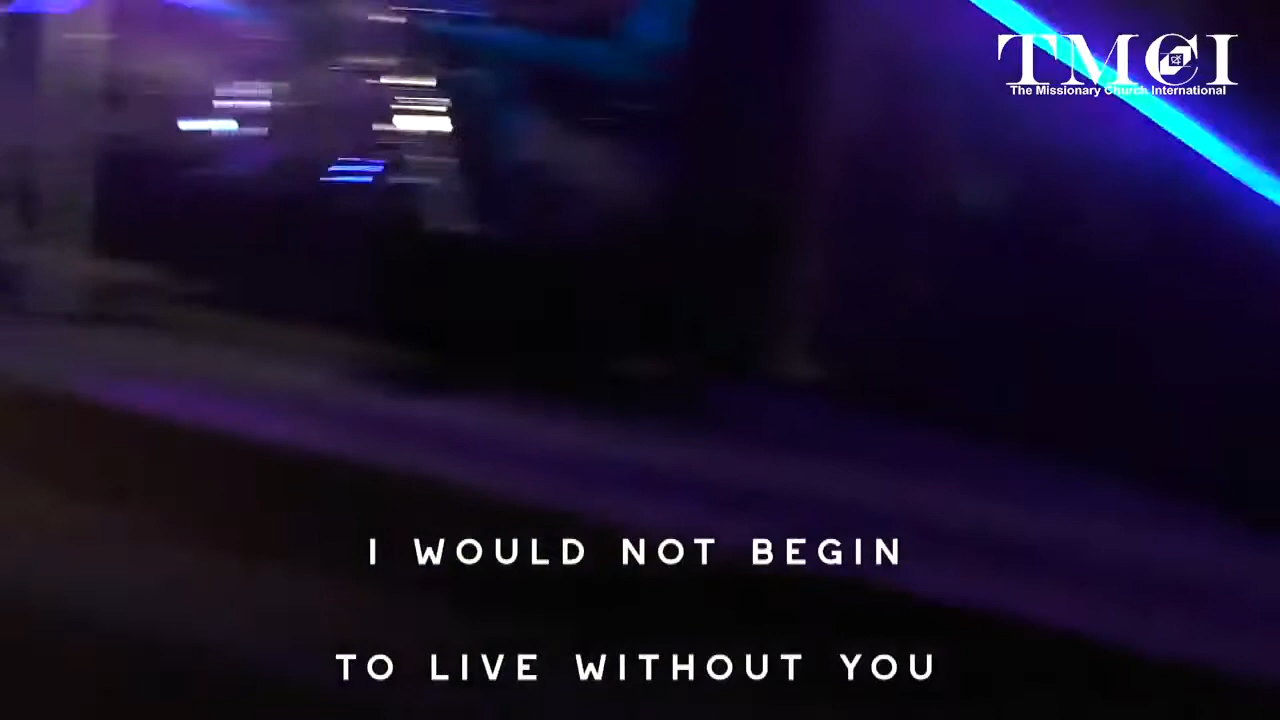 TMCI
The Missionary Church International
I WOULD NOT BEGIN
TO LIVE WITHOUT YOU